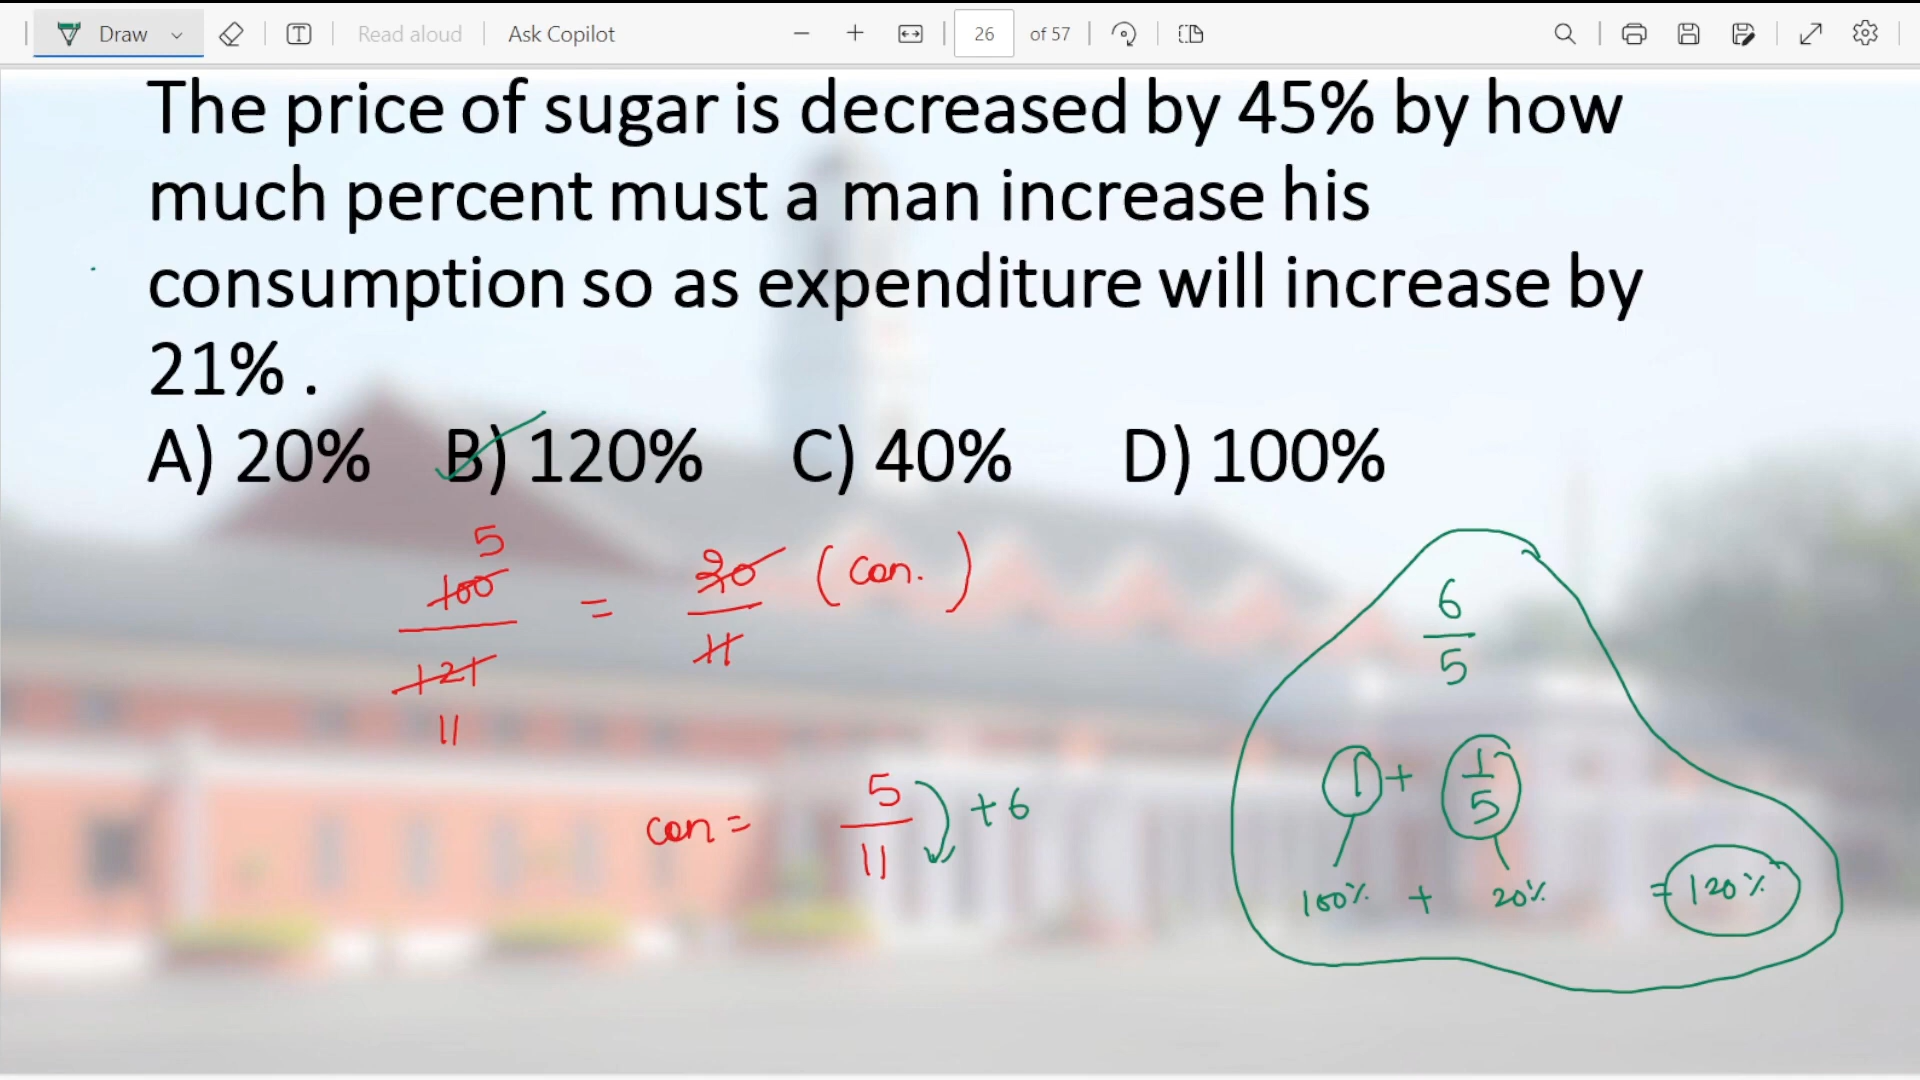 Draw Read aloud Ask Copilot 26 of 57
The price of sugar is decreased by 45% by how
much percent must a man increase his
consumption so as expenditure will increase by
21% .
A) 20% B) 120% C) 40% D) 100%
5
100 = 20 (con.)
121 11
11
con = 5 + 6
11
6
5
1 + 1
5
100% + 20% = 120%